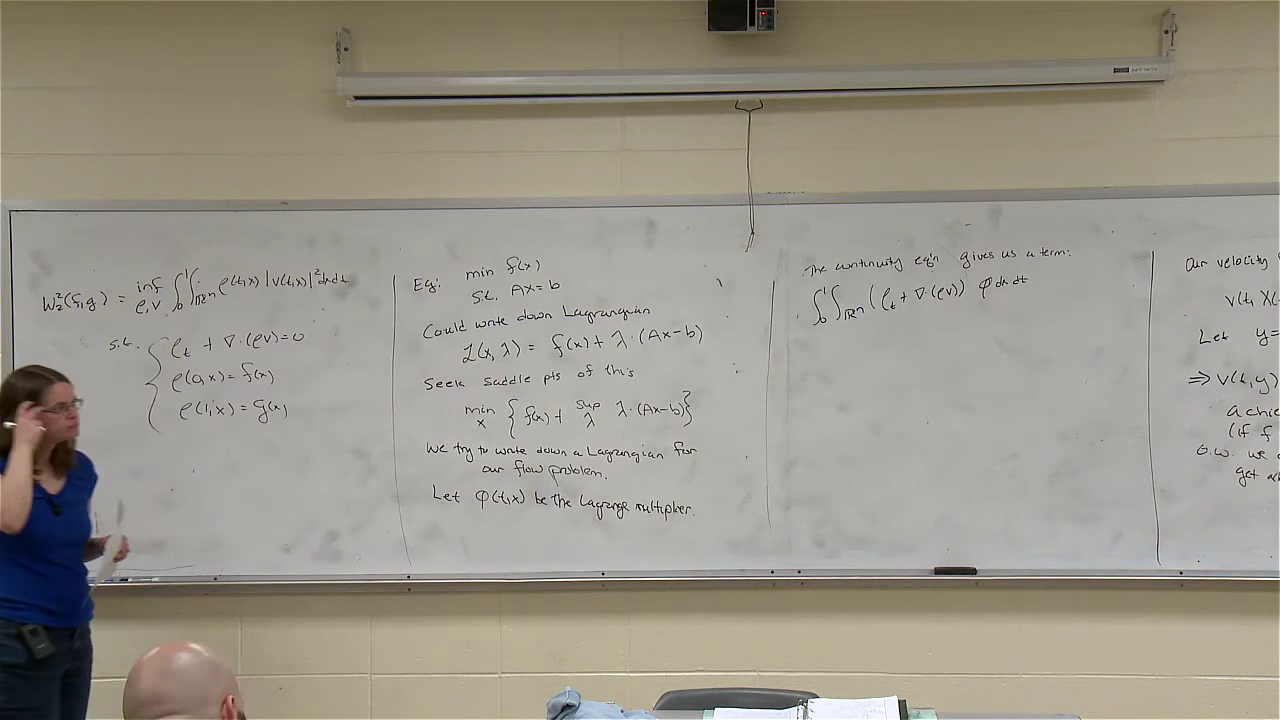 W₂²(f,g) = inf_{ρ,v} ∫₀¹∫_{ℝⁿ} ρ(t,x) |v(t,x)|² dx dt
s.t. { ρ_t + ∇·(ρv) = 0
ρ(0,x) = f(x)
ρ(1,x) = g(x)
Eg: min f(x)
s.t. Ax = b
Could write down Lagrangian
ℒ(x, λ) = f(x) + λ·(Ax-b)
Seek saddle pts of this
min_x { f(x) + sup_λ λ·(Ax-b) }
We try to write down a Lagrangian for
our flow problem.
Let φ(t,x) be the Lagrange multiplier.
The continuity eq'n gives us a term:
∫₀¹∫_{ℝⁿ} (ρ_t + ∇·(ρv)) φ dx dt
Our velocity
v(t, X(
Let y =
⇒ v(t,y)
achie
(if f
O.W. we
get